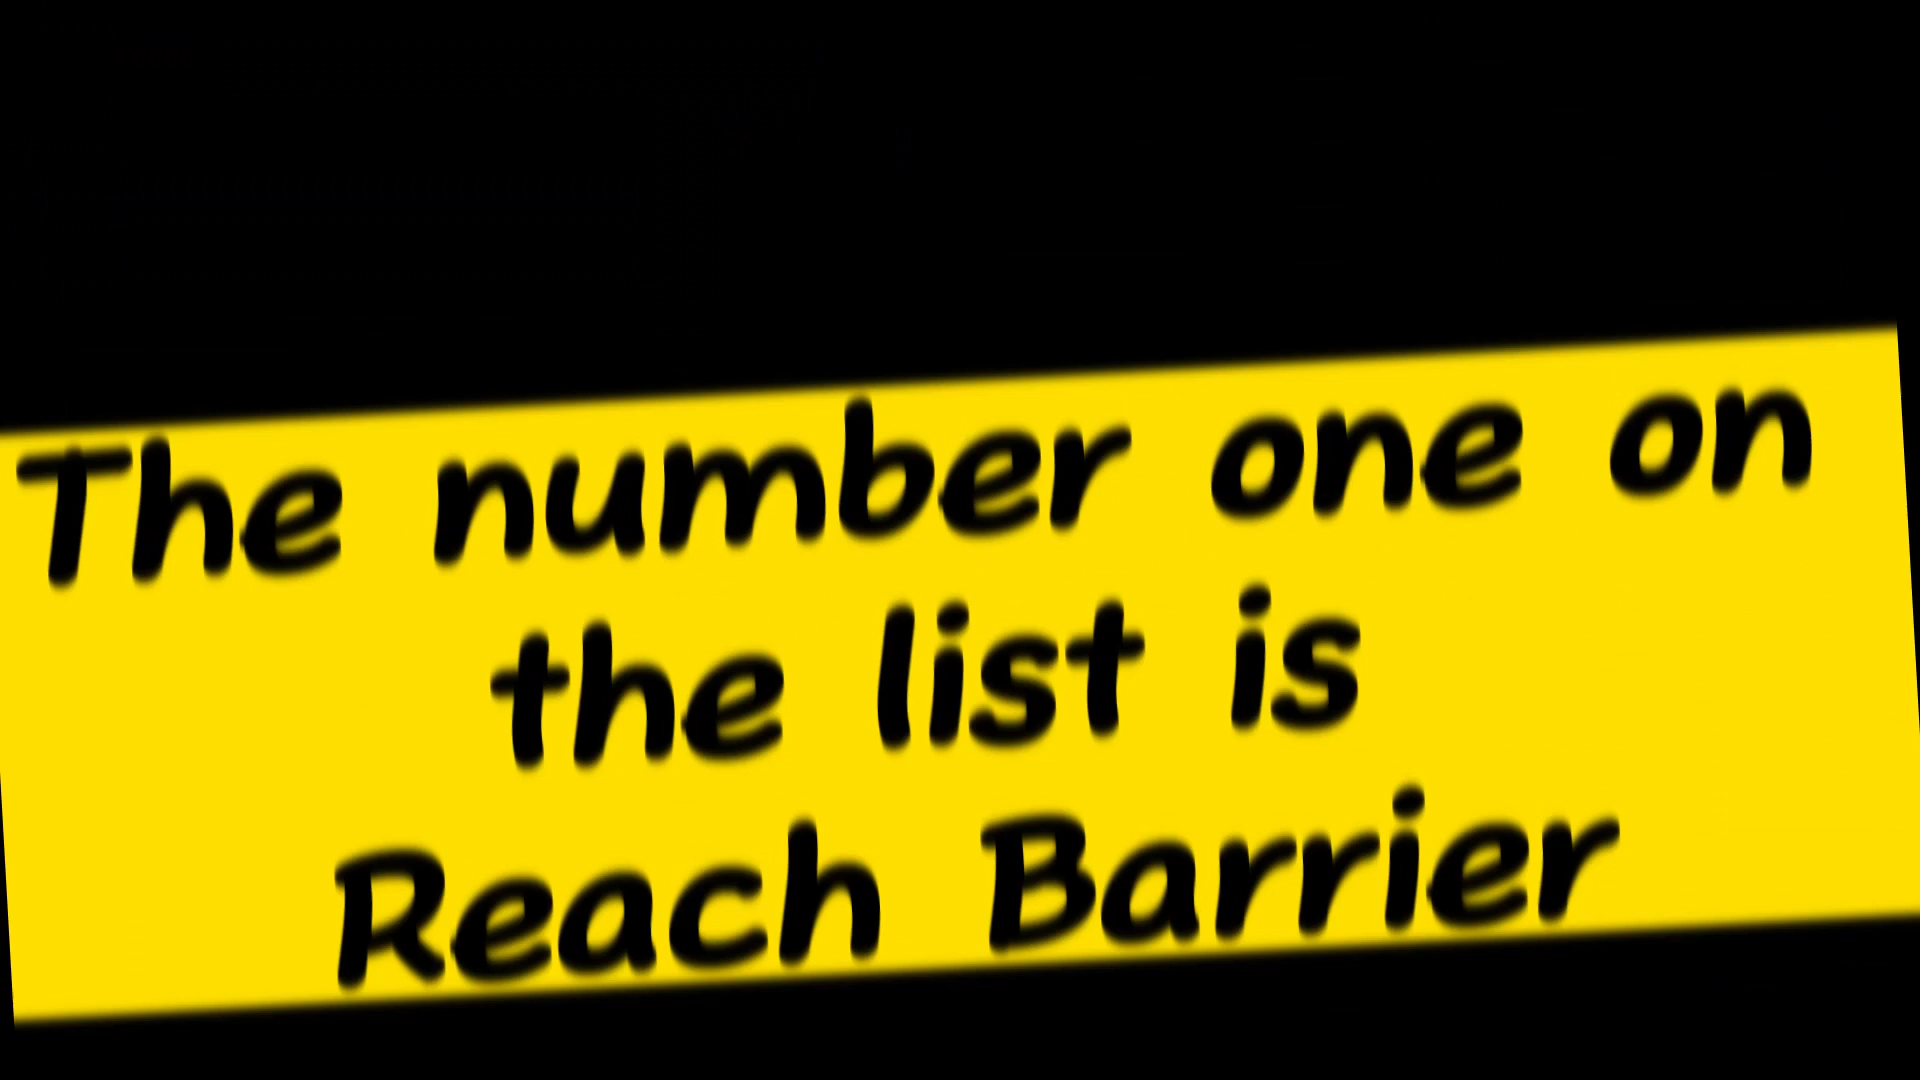 The number one on
the list is
Reach Barrier